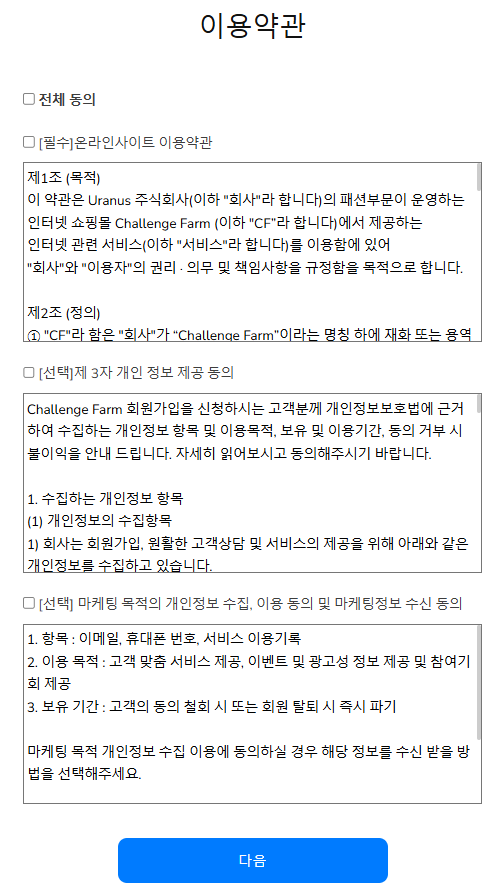 이용약관
전체 동의
[필수]온라인사이트 이용약관
제1조 (목적)
이 약관은 Uranus 주식회사(이하 "회사"라 합니다)의 패션부문이 운영하는
인터넷 쇼핑몰 Challenge Farm (이하 "CF"라 합니다)에서 제공하는
인터넷 관련 서비스(이하 "서비스"라 합니다)를 이용함에 있어
"회사"와 "이용자"의 권리 · 의무 및 책임사항을 규정함을 목적으로 합니다.
제2조 (정의)
① "CF"라 함은 "회사"가 “Challenge Farm”이라는 명칭 하에 재화 또는 용역
[선택]제 3자 개인 정보 제공 동의
Challenge Farm 회원가입을 신청하시는 고객분께 개인정보보호법에 근거
하여 수집하는 개인정보 항목 및 이용목적, 보유 및 이용기간, 동의 거부 시
불이익을 안내 드립니다. 자세히 읽어보시고 동의해주시기 바랍니다.
1. 수집하는 개인정보 항목
(1) 개인정보의 수집항목
1) 회사는 회원가입, 원활한 고객상담 및 서비스의 제공을 위해 아래와 같은
개인정보를 수집하고 있습니다.
[선택] 마케팅 목적의 개인정보 수집, 이용 동의 및 마케팅정보 수신 동의
1. 항목 : 이메일, 휴대폰 번호, 서비스 이용기록
2. 이용 목적 : 고객 맞춤 서비스 제공, 이벤트 및 광고성 정보 제공 및 참여기
회 제공
3. 보유 기간 : 고객의 동의 철회 시 또는 회원 탈퇴 시 즉시 파기
마케팅 목적 개인정보 수집 이용에 동의하실 경우 해당 정보를 수신 받을 방
법을 선택해주세요.
다음